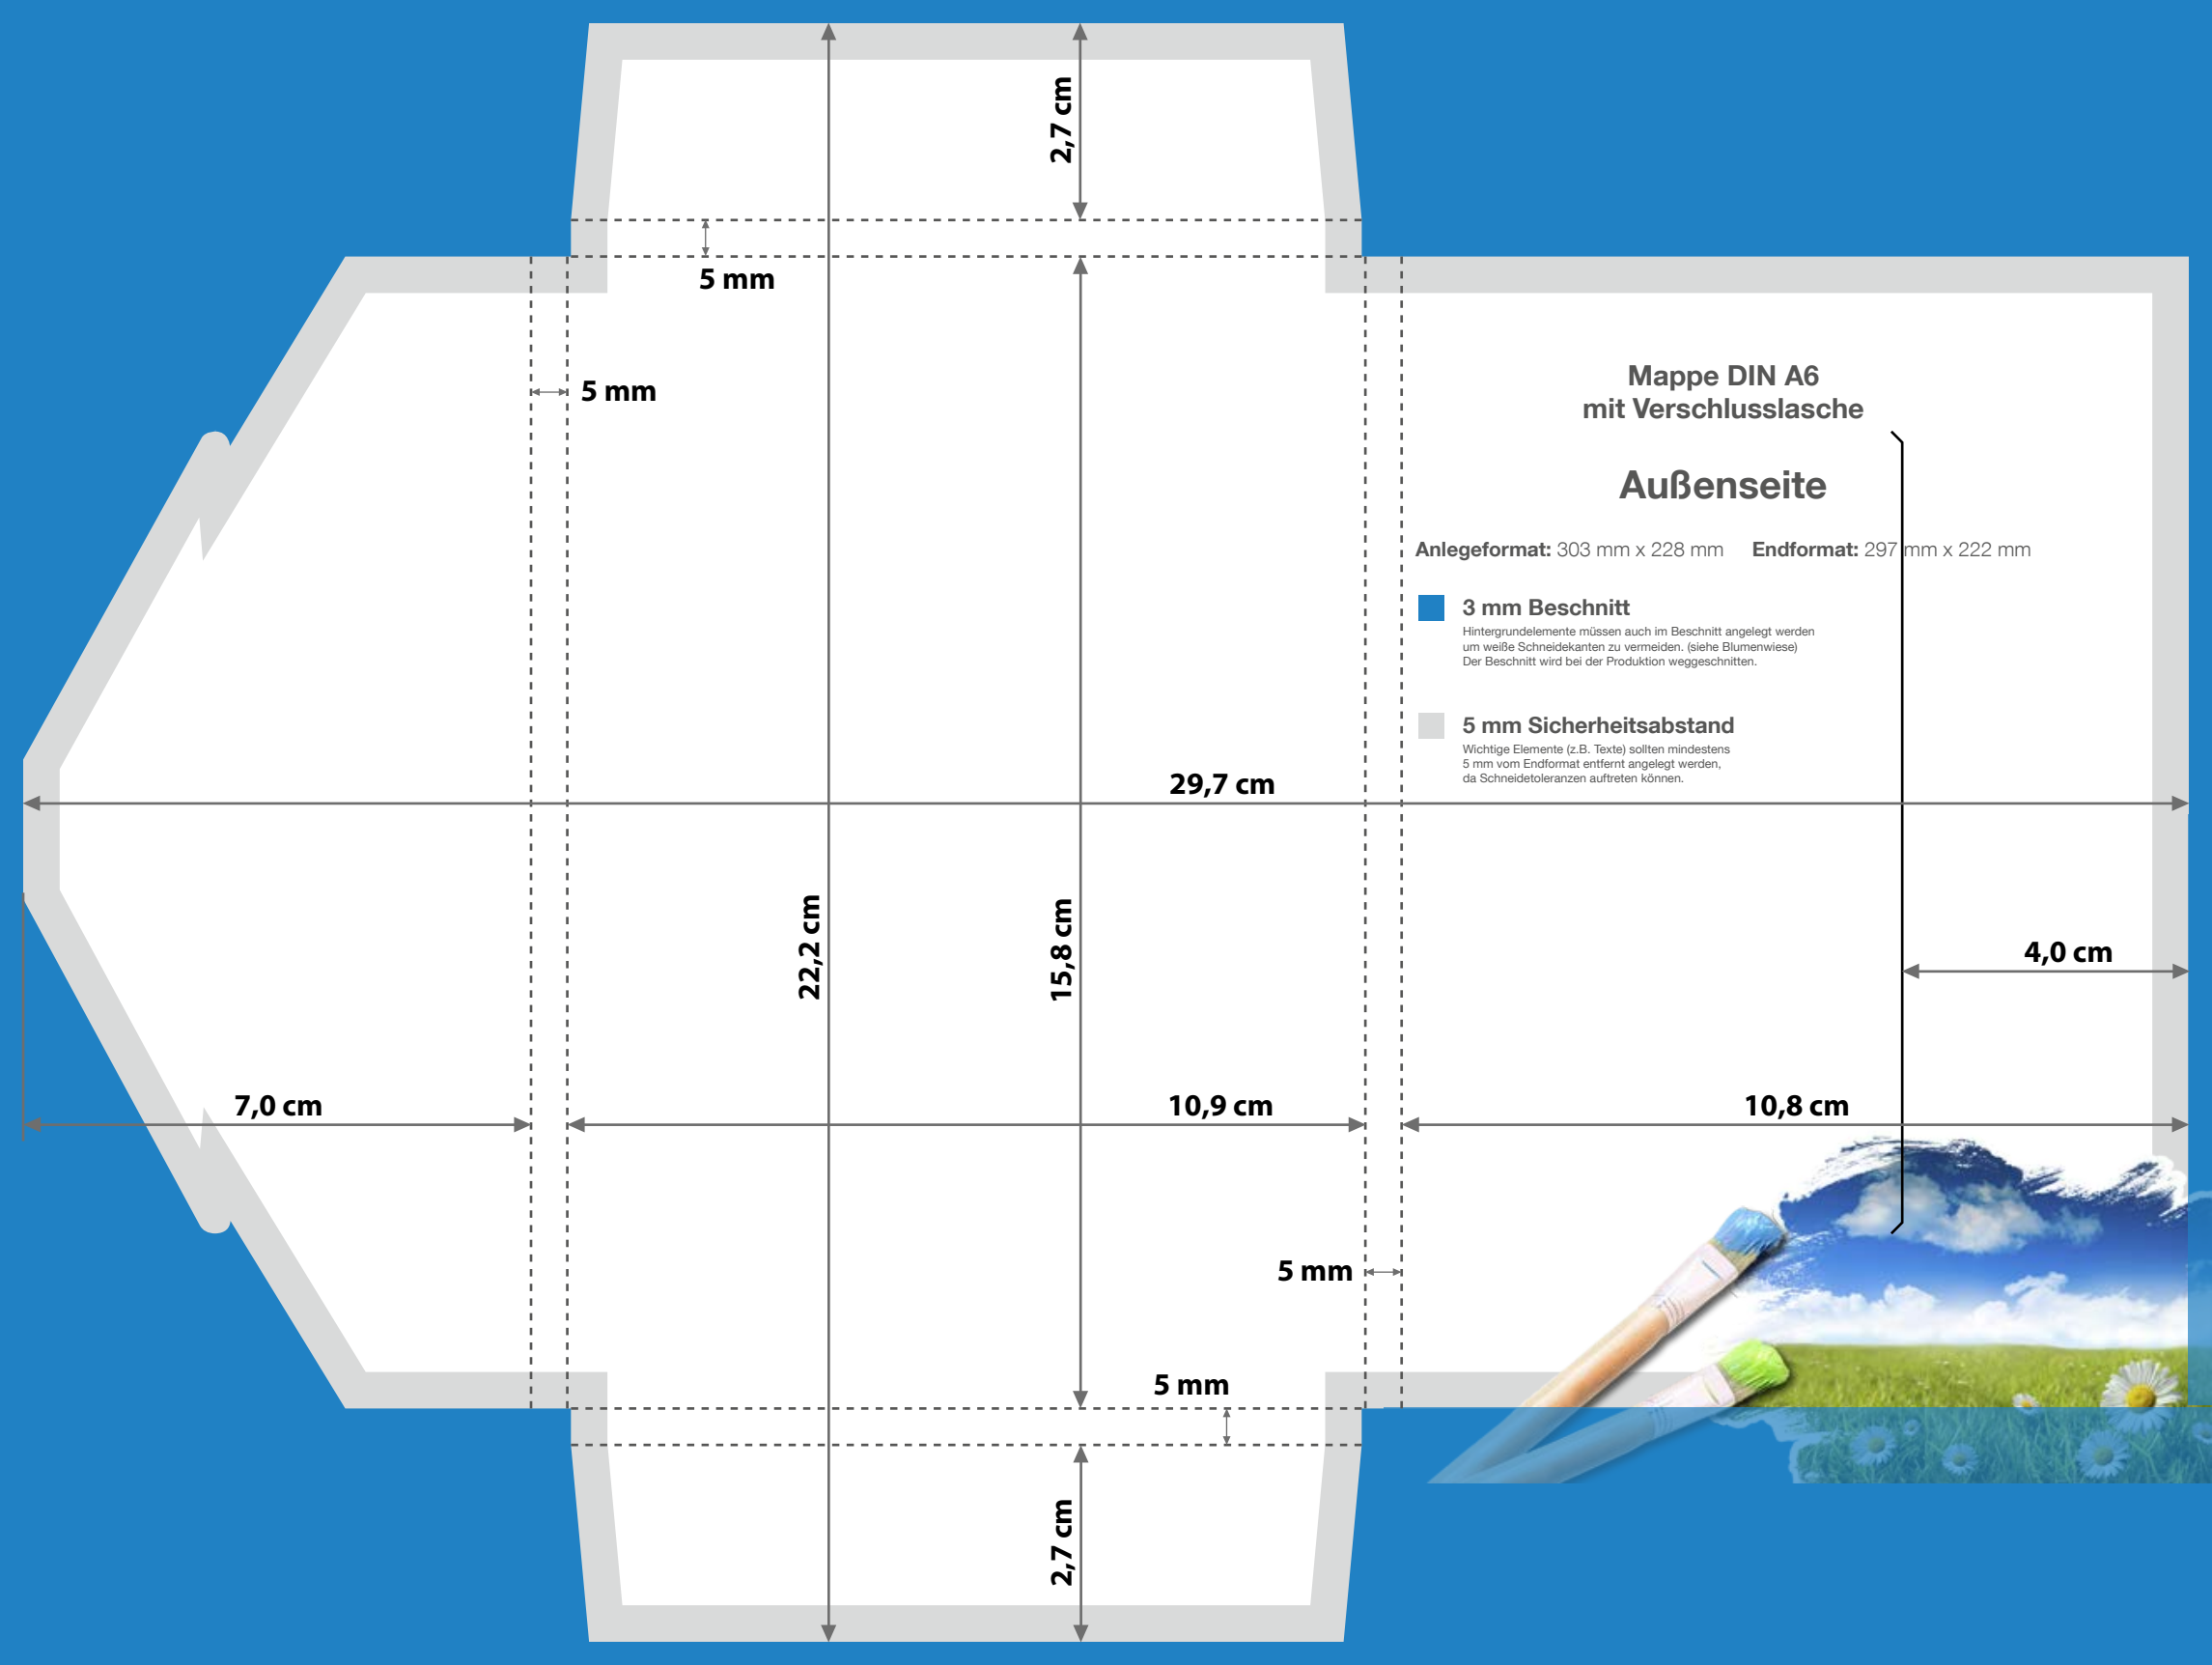 2,7 cm
5 mm
5 mm
Mappe DIN A6
mit Verschlusslasche
Außenseite
Anlegeformat: 303 mm x 228 mm Endformat: 297 mm x 222 mm
3 mm Beschnitt
Hintergrundelemente müssen auch im Beschnitt angelegt werden
um weiße Schneidekanten zu vermeiden. (siehe Blumenwiese)
Der Beschnitt wird bei der Produktion weggeschnitten.
5 mm Sicherheitsabstand
Wichtige Elemente (z.B. Texte) sollten mindestens
5 mm vom Endformat entfernt angelegt werden,
da Schneidetoleranzen auftreten können.
29,7 cm
22,2 cm
15,8 cm
4,0 cm
7,0 cm
10,9 cm
10,8 cm
5 mm
5 mm
2,7 cm